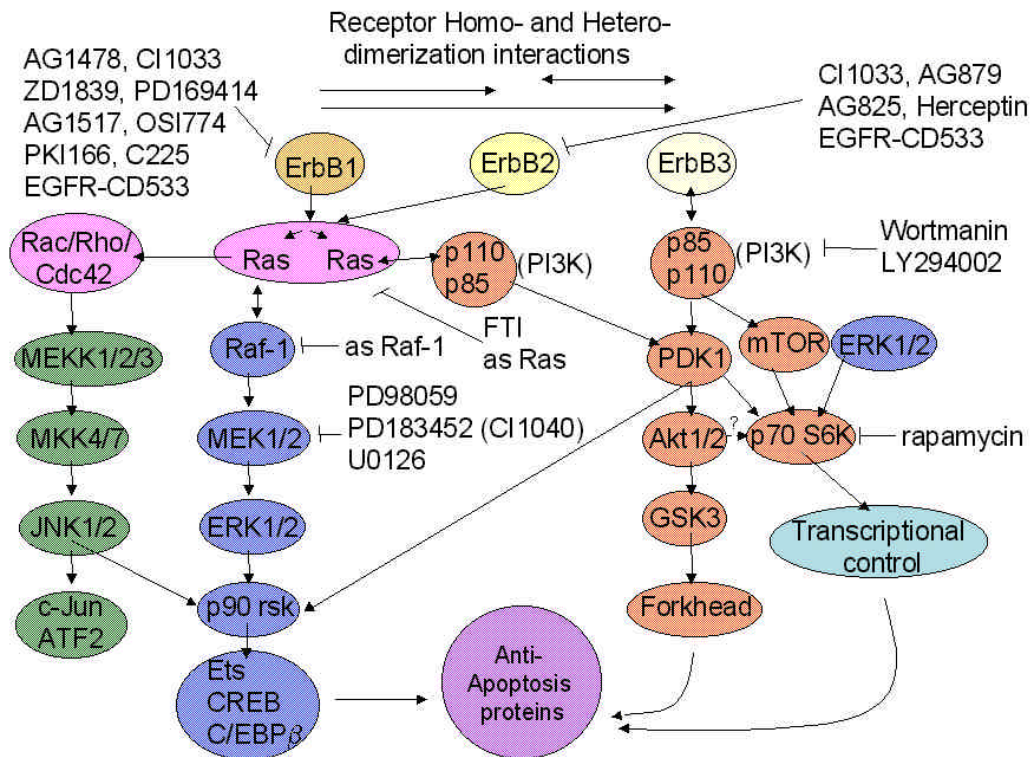 Receptor Homo- and Hetero-
dimerization interactions
AG1478, CI1033
ZD1839, PD169414
AG1517, OSI774
PKI166, C225
EGFR-CD533
CI1033, AG879
AG825, Herceptin
EGFR-CD533
ErbB1
ErbB2
ErbB3
Rac/Rho/
Cdc42
Ras
Ras
p110
p85
(PI3K)
p85
p110
(PI3K)
Wortmanin
LY294002
MEKK1/2/3
Raf-1
as Raf-1
FTI
as Ras
PDK1
mTOR
ERK1/2
MKK4/7
MEK1/2
PD98059
PD183452 (CI1040)
U0126
Akt1/2
?
p70 S6K
rapamycin
JNK1/2
ERK1/2
GSK3
Transcriptional
control
c-Jun
ATF2
p90 rsk
Forkhead
Ets
CREB
C/EBPβ
Anti-
Apoptosis
proteins